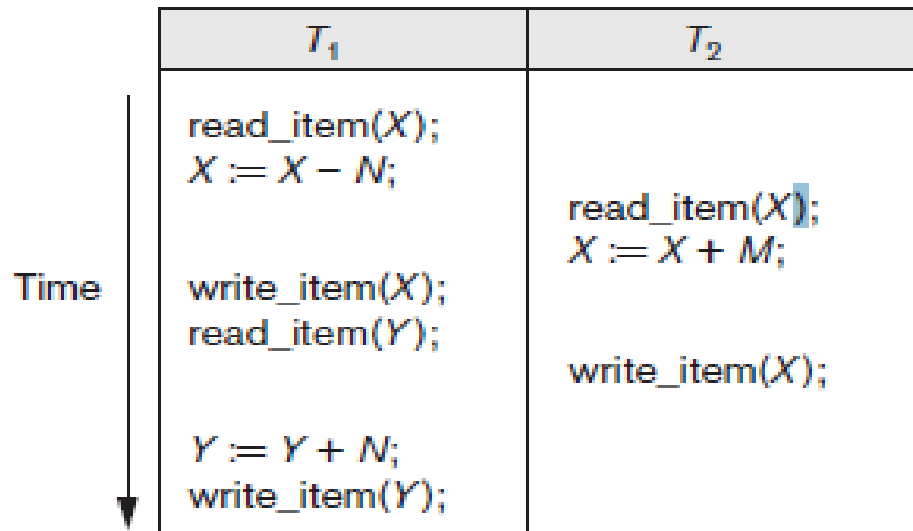 T₁ T₂
read_item(X);
X := X − N;
read_item(X);
X := X + M;
Time
write_item(X);
read_item(Y);
write_item(X);
Y := Y + N;
write_item(Y);